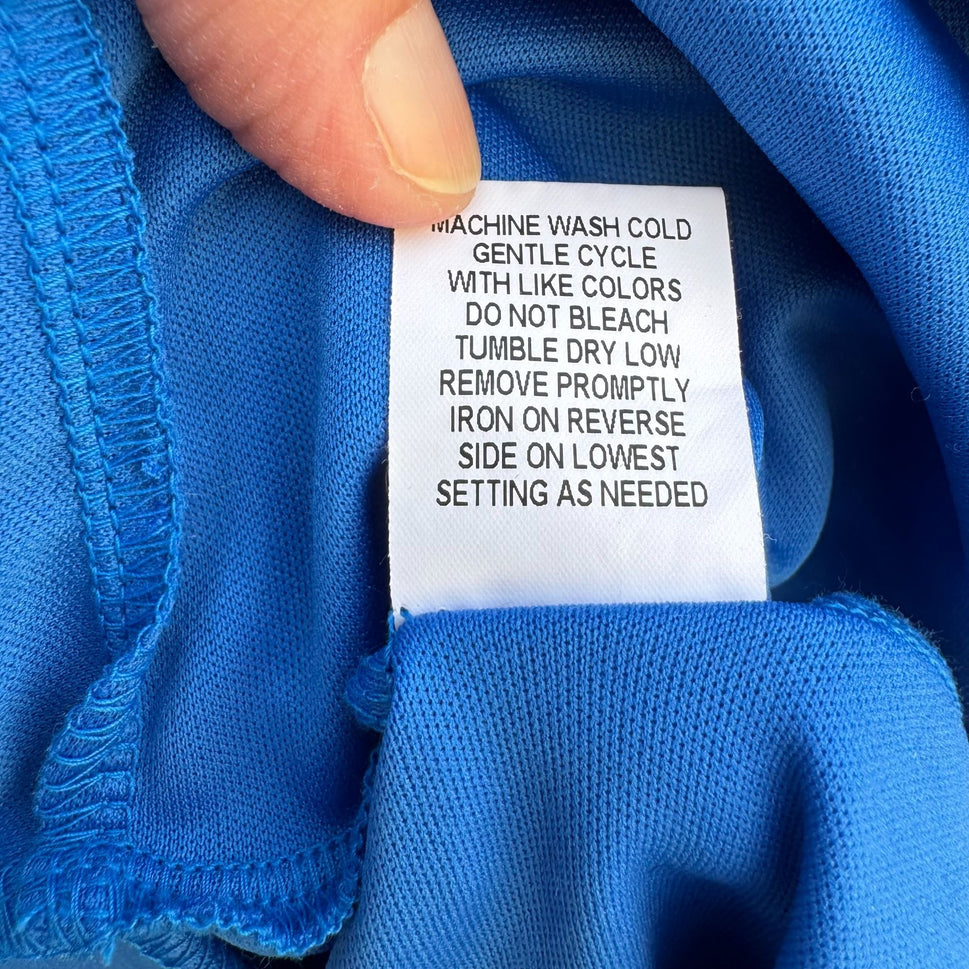 MACHINE WASH COLD
GENTLE CYCLE
WITH LIKE COLORS
DO NOT BLEACH
TUMBLE DRY LOW
REMOVE PROMPTLY
IRON ON REVERSE
SIDE ON LOWEST
SETTING AS NEEDED